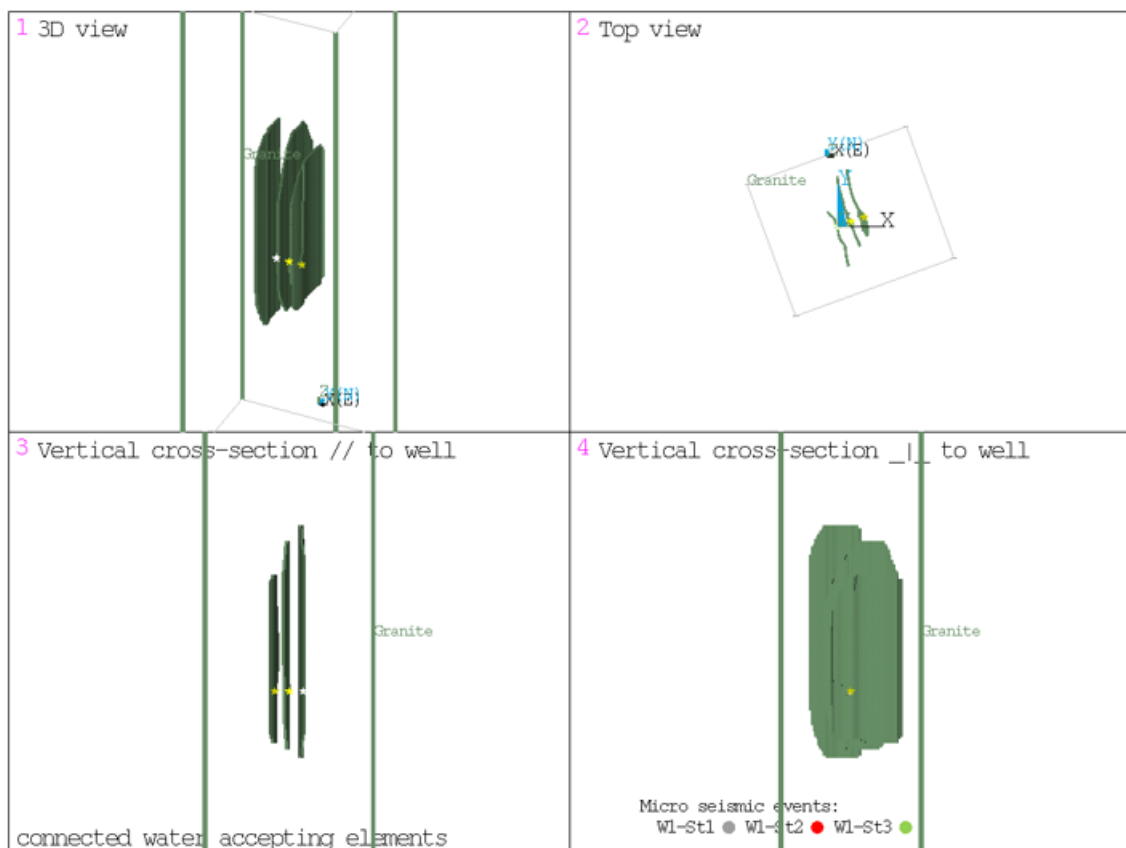 1 3D view
Granite
Z
X(E)
2 Top view
Y(N)
X(E)
Granite
Y
X
3 Vertical cross-section // to well
Granite
connected water accepting elements
4 Vertical cross-section _|_ to well
Granite
Micro seismic events:
W1-St1 W1-St2 W1-St3